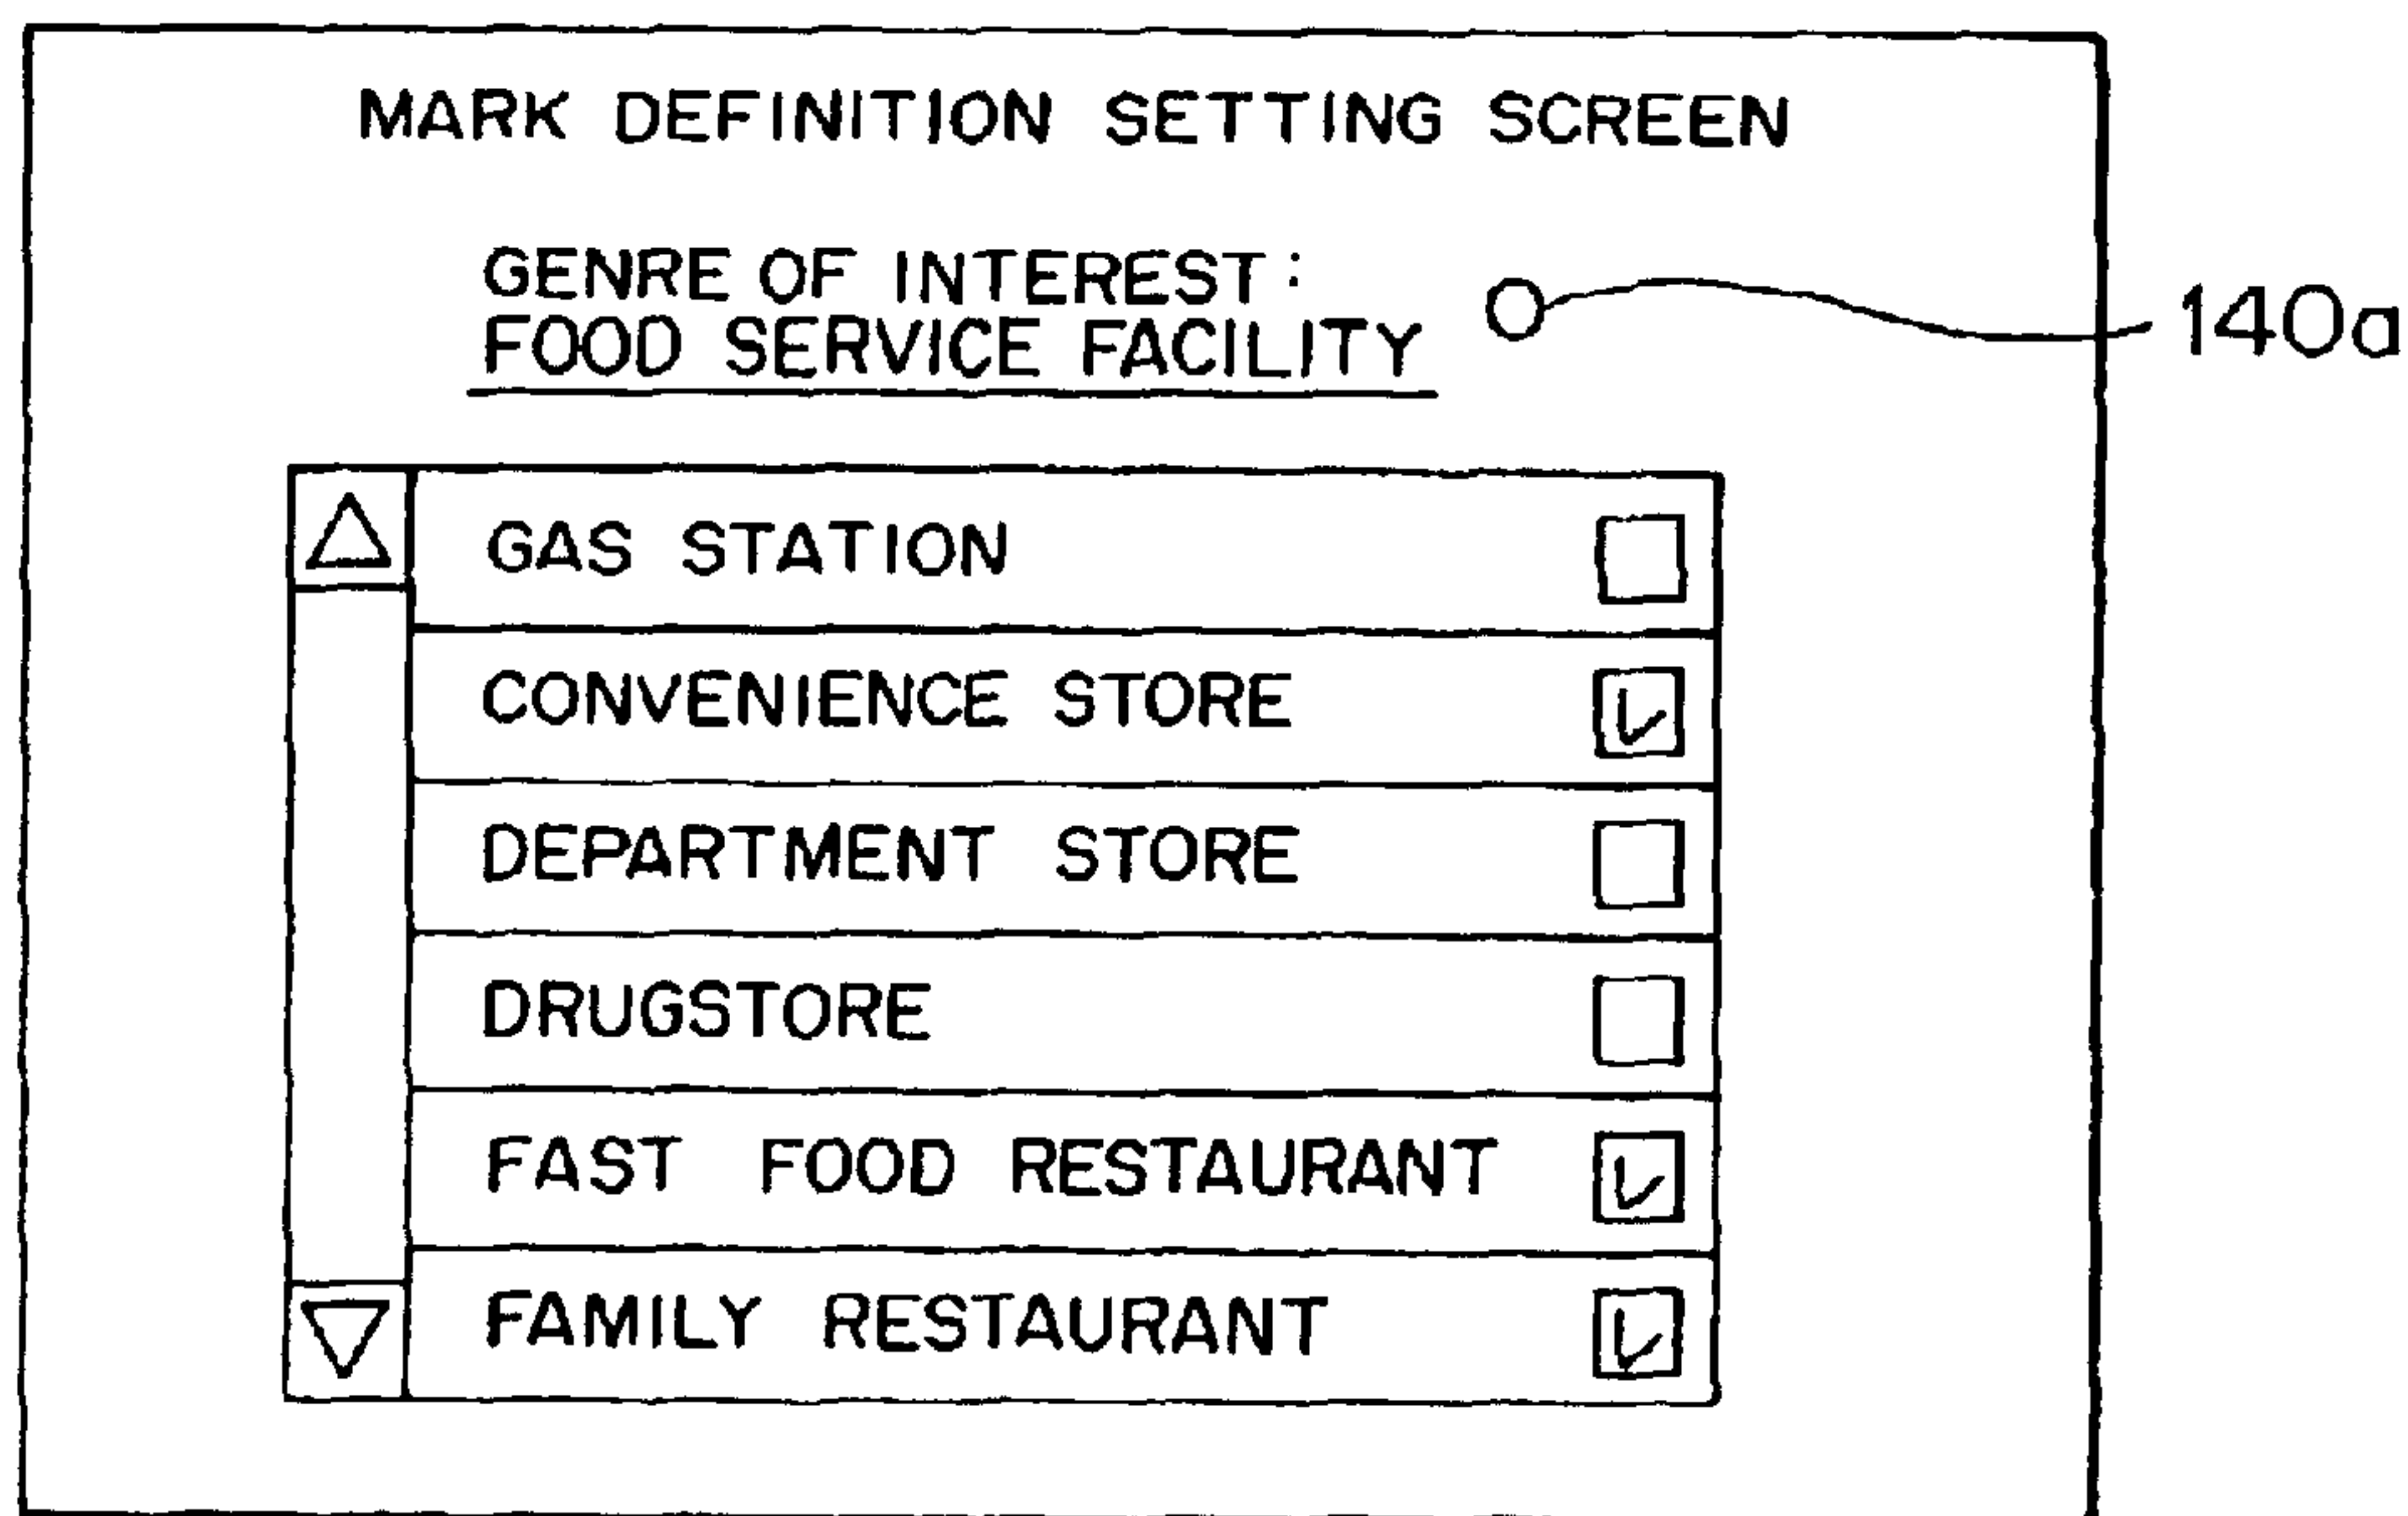 MARK DEFINITION SETTING SCREEN
GENRE OF INTEREST:
FOOD SERVICE FACILITY
140a
GAS STATION
CONVENIENCE STORE
DEPARTMENT STORE
DRUGSTORE
FAST FOOD RESTAURANT
FAMILY RESTAURANT